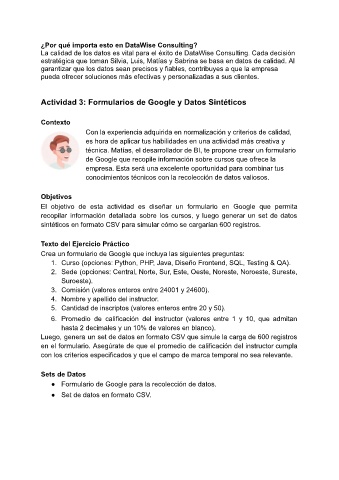 ¿Por qué importa esto en DataWise Consulting?
La calidad de los datos es vital para el éxito de DataWise Consulting. Cada decisión
estratégica que toman Silvia, Luis, Matías y Sabrina se basa en datos de calidad. Al
garantizar que los datos sean precisos y fiables, contribuyes a que la empresa
pueda ofrecer soluciones más efectivas y personalizadas a sus clientes.
Actividad 3: Formularios de Google y Datos Sintéticos
Contexto
Con la experiencia adquirida en normalización y criterios de calidad,
es hora de aplicar tus habilidades en una actividad más creativa y
técnica. Matías, el desarrollador de BI, te propone crear un formulario
de Google que recopile información sobre cursos que ofrece la
empresa. Esta será una excelente oportunidad para combinar tus
conocimientos técnicos con la recolección de datos valiosos.
Objetivos
El objetivo de esta actividad es diseñar un formulario en Google que permita
recopilar información detallada sobre los cursos, y luego generar un set de datos
sintéticos en formato CSV para simular cómo se cargarían 600 registros.
Texto del Ejercicio Práctico
Crea un formulario de Google que incluya las siguientes preguntas:
1. Curso (opciones: Python, PHP, Java, Diseño Frontend, SQL, Testing & QA).
2. Sede (opciones: Central, Norte, Sur, Este, Oeste, Noreste, Noroeste, Sureste,
Suroeste).
3. Comisión (valores enteros entre 24001 y 24600).
4. Nombre y apellido del instructor.
5. Cantidad de inscriptos (valores enteros entre 20 y 50).
6. Promedio de calificación del instructor (valores entre 1 y 10, que admitan
hasta 2 decimales y un 10% de valores en blanco).
Luego, genera un set de datos en formato CSV que simule la carga de 600 registros
en el formulario. Asegúrate de que el promedio de calificación del instructor cumpla
con los criterios especificados y que el campo de marca temporal no sea relevante.
Sets de Datos
● Formulario de Google para la recolección de datos.
● Set de datos en formato CSV.